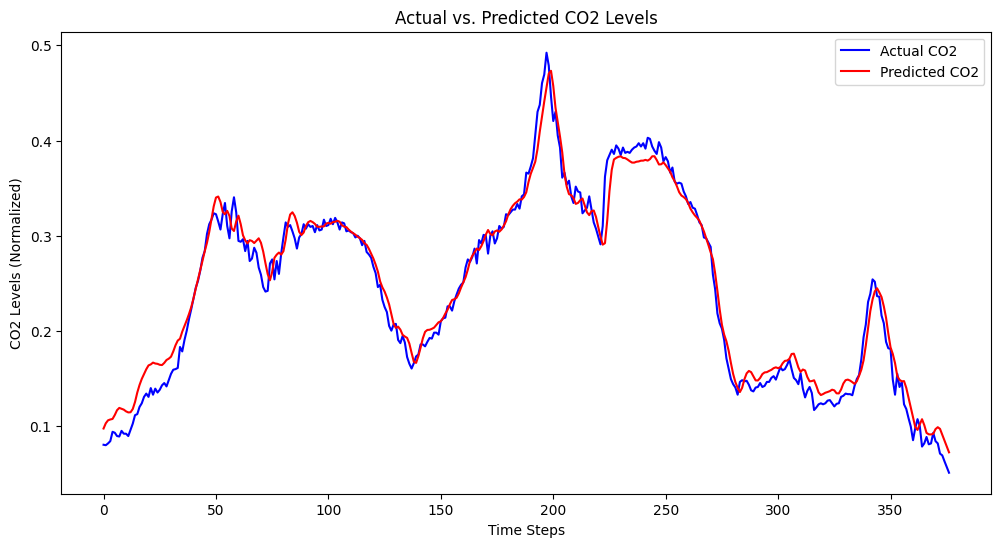 Actual vs. Predicted CO2 Levels
Actual CO2
Predicted CO2
CO2 Levels (Normalized)
0.5
0.4
0.3
0.2
0.1
0 50 100 150 200 250 300 350
Time Steps